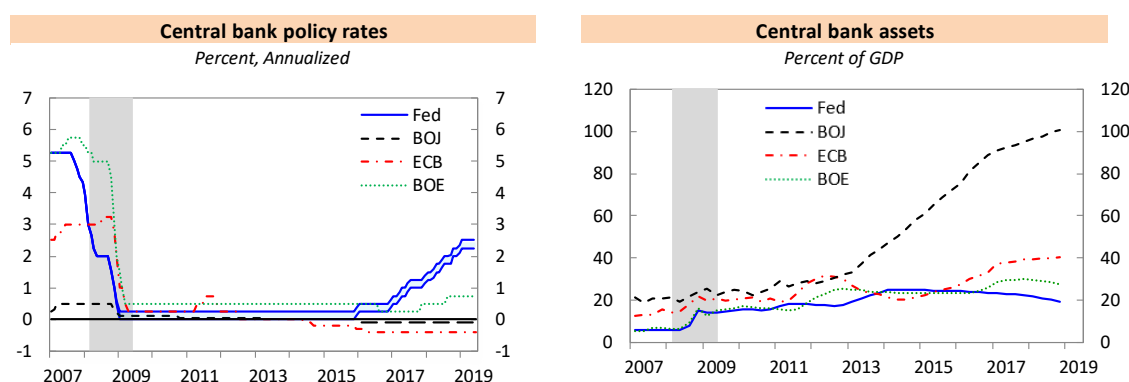 Central bank policy rates
Percent, Annualized
7
6
5
4
3
2
1
0
-1
7
6
5
4
3
2
1
0
-1
Fed
BOJ
ECB
BOE
2007 2009 2011 2013 2015 2017 2019
Central bank assets
Percent of GDP
120
100
80
60
40
20
0
120
100
80
60
40
20
0
Fed
BOJ
ECB
BOE
2007 2009 2011 2013 2015 2017 2019